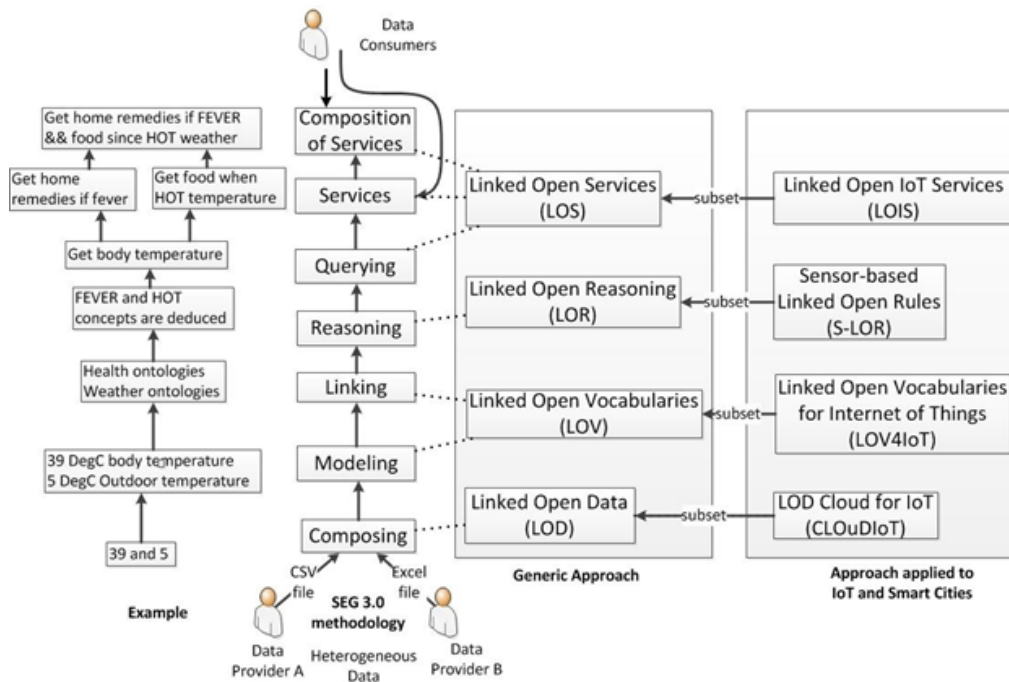 Data
Consumers
Get home remedies if FEVER
&& food since HOT weather
Get home
remedies if fever
Get food when
HOT temperature
Get body temperature
FEVER and HOT
concepts are deduced
Health ontologies
Weather ontologies
39 DegC body temperature
5 DegC Outdoor temperature
39 and 5
Example
Composition
of Services
Services
Querying
Reasoning
Linking
Modeling
Composing
CSV
file
Excel
file
SEG 3.0
methodology
Heterogeneous
Data
Data
Provider A
Data
Provider B
Linked Open Services
(LOS)
Linked Open Reasoning
(LOR)
Linked Open Vocabularies
(LOV)
Linked Open Data
(LOD)
Generic Approach
subset
subset
subset
subset
Linked Open IoT Services
(LOIS)
Sensor-based
Linked Open Rules
(S-LOR)
Linked Open Vocabularies
for Internet of Things
(LOV4IoT)
LOD Cloud for IoT
(CLOuDIoT)
Approach applied to
IoT and Smart Cities